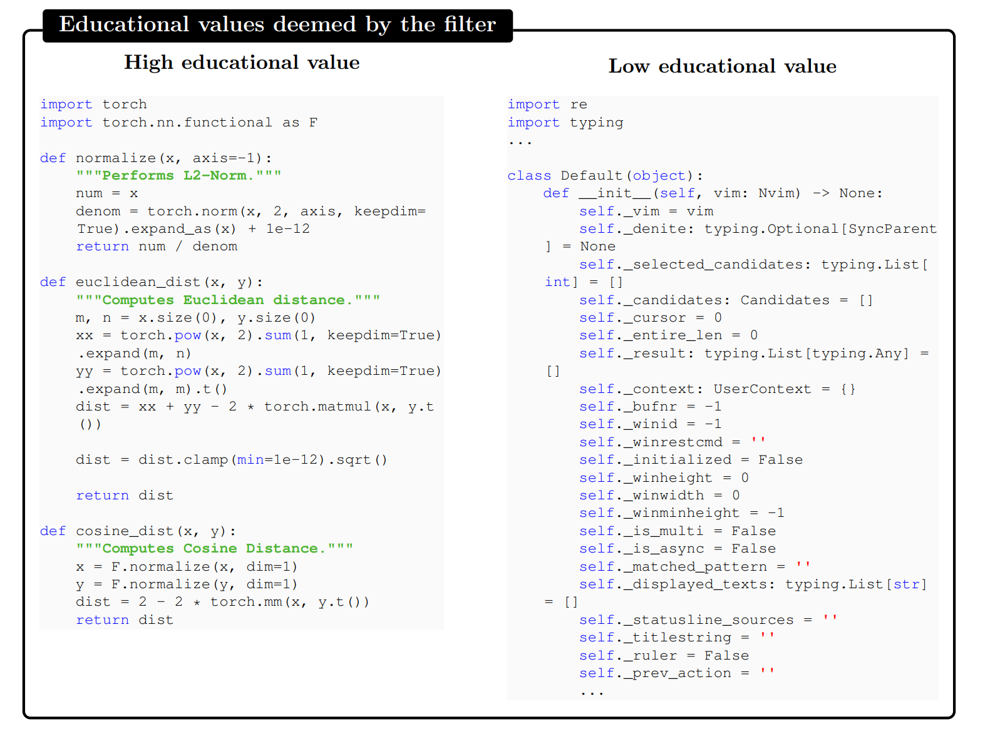 Educational values deemed by the filter
High educational value
import torch
import torch.nn.functional as F
def normalize(x, axis=-1):
"""Performs L2-Norm."""
num = x
denom = torch.norm(x, 2, axis, keepdim=
True).expand_as(x) + 1e-12
return num / denom
def euclidean_dist(x, y):
"""Computes Euclidean distance."""
m, n = x.size(0), y.size(0)
xx = torch.pow(x, 2).sum(1, keepdim=True)
.expand(m, n)
yy = torch.pow(x, 2).sum(1, keepdim=True)
.expand(m, m).t()
dist = xx + yy - 2 * torch.matmul(x, y.t
())
dist = dist.clamp(min=1e-12).sqrt()
return dist
def cosine_dist(x, y):
"""Computes Cosine Distance."""
x = F.normalize(x, dim=1)
y = F.normalize(y, dim=1)
dist = 2 - 2 * torch.mm(x, y.t())
return dist
Low educational value
import re
import typing
...
class Default(object):
def __init__(self, vim: Nvim) -> None:
self._vim = vim
self._denite: typing.Optional[SyncParent
] = None
self._selected_candidates: typing.List[
int] = []
self._candidates: Candidates = []
self._cursor = 0
self._entire_len = 0
self._result: typing.List[typing.Any] =
[]
self._context: UserContext = {}
self._bufnr = -1
self._winid = -1
self._winrestcmd = ''
self._initialized = False
self._winheight = 0
self._winwidth = 0
self._winminheight = -1
self._is_multi = False
self._is_async = False
self._matched_pattern = ''
self._displayed_texts: typing.List[str]
= []
self._statusline_sources = ''
self._titlestring = ''
self._ruler = False
self._prev_action = ''
...